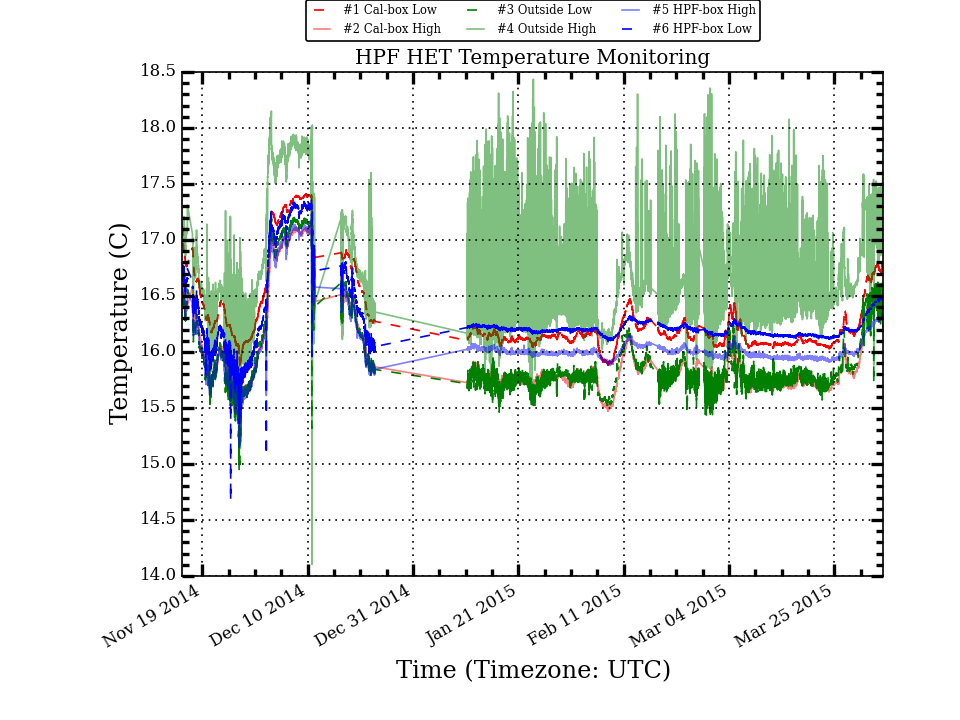 #1 Cal-box Low #3 Outside Low #5 HPF-box High
#2 Cal-box High #4 Outside High #6 HPF-box Low
HPF HET Temperature Monitoring
18.5
18.0
17.5
17.0
16.5
16.0
15.5
15.0
14.5
14.0
Temperature (C)
Nov 19 2014
Dec 10 2014
Dec 31 2014
Jan 21 2015
Feb 11 2015
Mar 04 2015
Mar 25 2015
Time (Timezone: UTC)